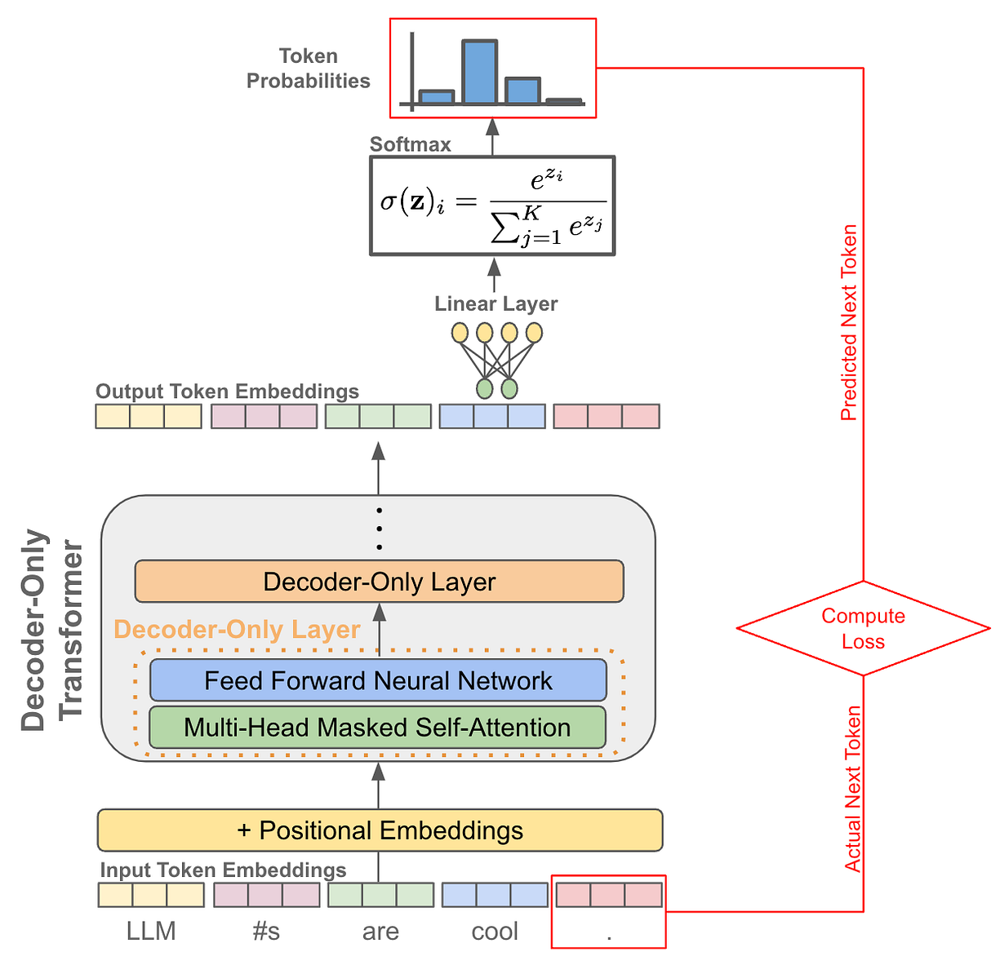 Token
Probabilities
Softmax
σ(𝐳)ᵢ = e^{z_i} / ∑_{j=1}^{K} e^{z_j}
Linear Layer
Output Token Embeddings
Decoder-Only
Transformer
Decoder-Only Layer
Decoder-Only Layer
Feed Forward Neural Network
Multi-Head Masked Self-Attention
+ Positional Embeddings
Input Token Embeddings
LLM #s are cool .
Predicted Next Token
Compute
Loss
Actual Next Token